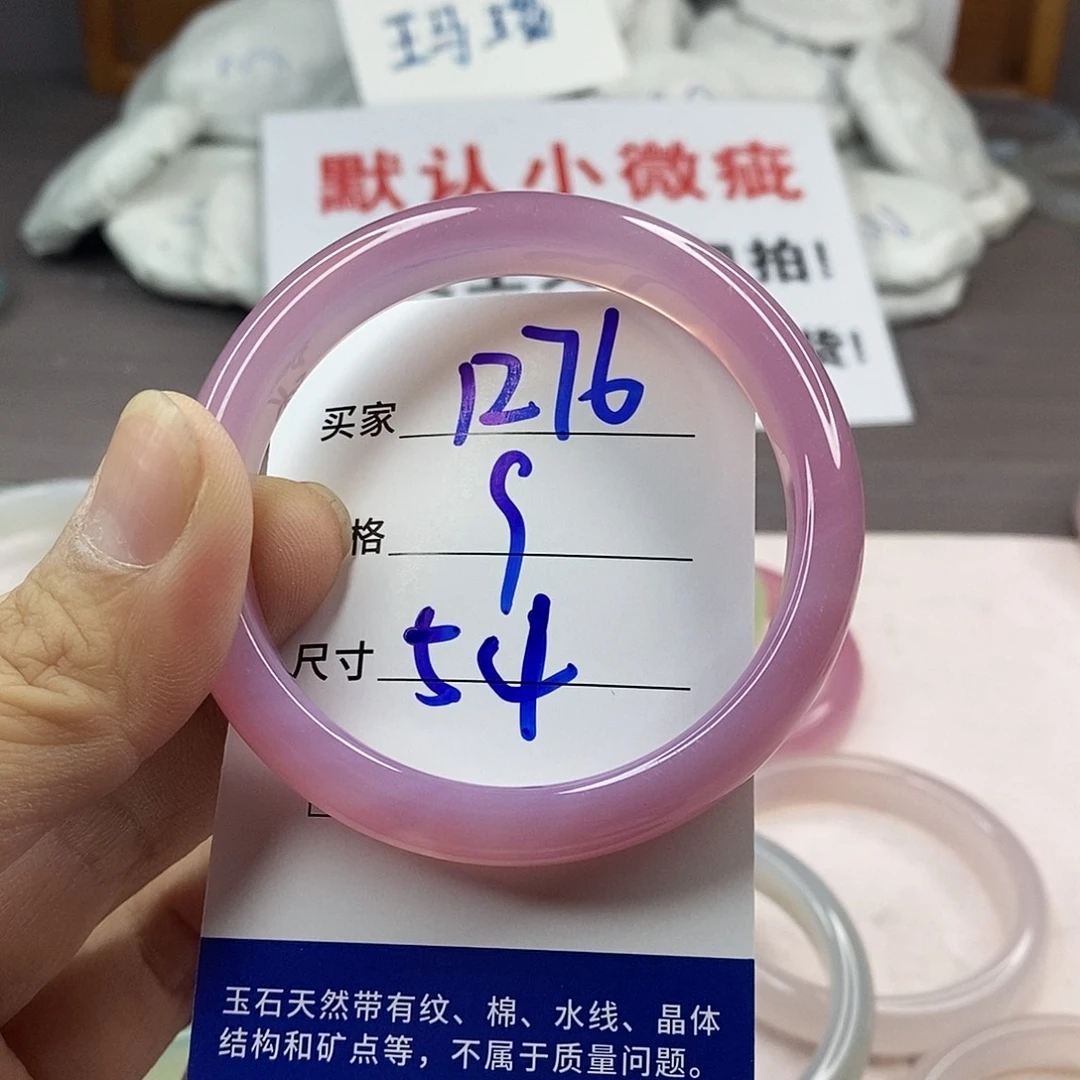 玛瑙
默认小微疵
拍!
货!
买家 1276
格
尺寸 54
玉石天然带有纹、棉、水线、晶体
结构和矿点等，不属于质量问题。